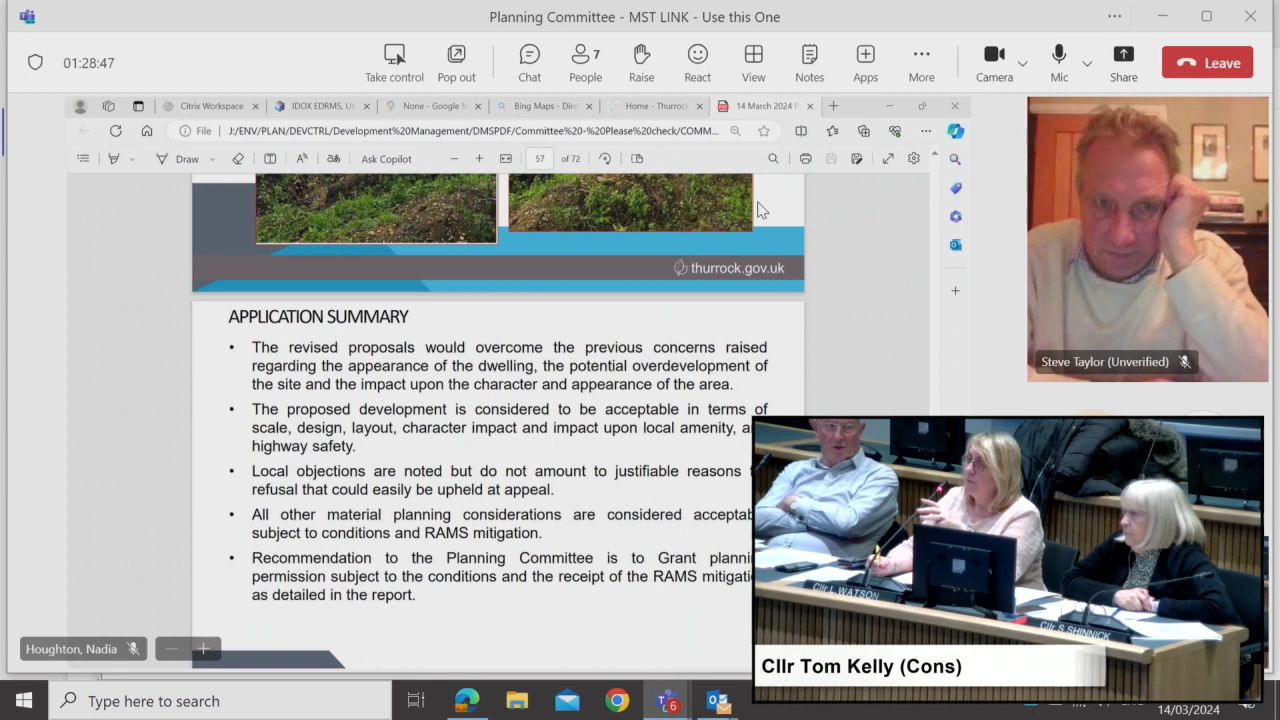 Planning Committee - MST LINK - Use this One
01:28:47
Take control
Pop out
Chat
7
People
Raise
React
View
Notes
Apps
More
Camera
Mic
Share
Leave
Citrix Workspace
IDOX EDRMS, Us
None - Google M
Bing Maps - Dire
Home - Thurroc
14 March 2024 P
File
J:/ENV/PLAN/DEVCTRL/Development%20Management/DMSPDF/Committee%20-%20Please%20check/COMM...
Draw
aあ
Ask Copilot
57
of 72
thurrock.gov.uk
APPLICATION SUMMARY
• The revised proposals would overcome the previous concerns raised
regarding the appearance of the dwelling, the potential overdevelopment of
the site and the impact upon the character and appearance of the area.
• The proposed development is considered to be acceptable in terms of
scale, design, layout, character impact and impact upon local amenity, a
highway safety.
• Local objections are noted but do not amount to justifiable reasons
refusal that could easily be upheld at appeal.
• All other material planning considerations are considered acceptab
subject to conditions and RAMS mitigation.
• Recommendation to the Planning Committee is to Grant planni
permission subject to the conditions and the receipt of the RAMS mitigati
as detailed in the report.
Steve Taylor (Unverified)
Cllr L.WATSON
Cllr S.SHINNICK
Cllr Tom Kelly (Cons)
Houghton, Nadia
Type here to search
6
14/03/2024